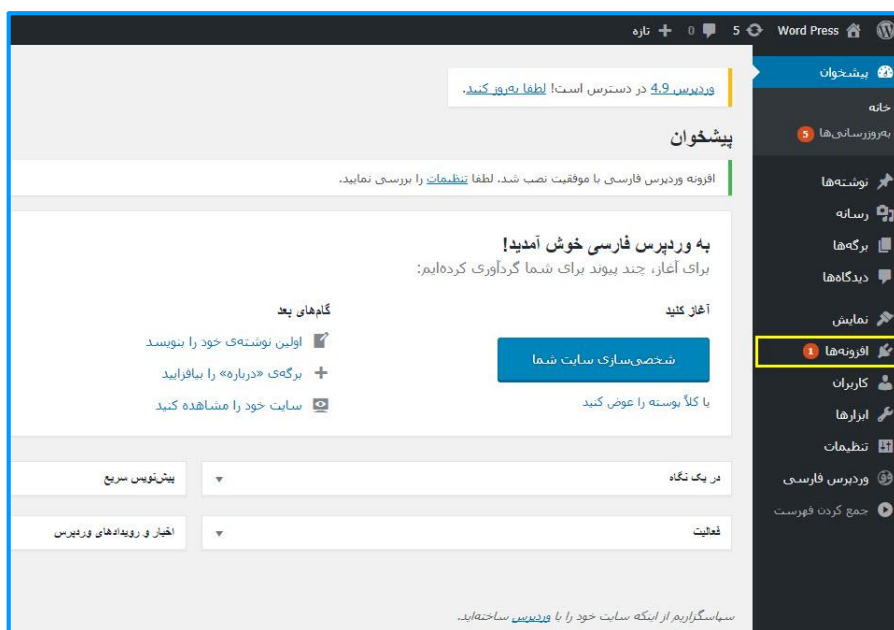 Word Press 5 0 تازه
پیشخوان
خانه
به‌روزرسانی‌ها 5
نوشته‌ها
رسانه
برگه‌ها
دیدگاه‌ها
نمایش
افزونه‌ها 1
کاربران
ابزارها
تنظیمات
وردپرس فارسی
جمع کردن فهرست
وردپرس 4.9 در دسترس است! لطفا به‌روز کنید.
پیشخوان
افزونه وردپرس فارسی با موفقیت نصب شد. لطفا تنظیمات را بررسی نمایید.
به وردپرس فارسی خوش آمدید!
برای آغاز، چند پیوند برای شما گردآوری کرده‌ایم:
آغاز کنید
شخصی‌سازی سایت شما
یا کلاً پوسته را عوض کنید
گام‌های بعد
اولین نوشته‌ی خود را بنویسد
برگه‌ی «درباره» را بیافزایید
سایت خود را مشاهده کنید
در یک نگاه
پیش‌نویس سریع
فعالیت
اخبار و رویدادهای وردپرس
سپاسگزاریم از اینکه سایت خود را با وردپرس ساخته‌اید.